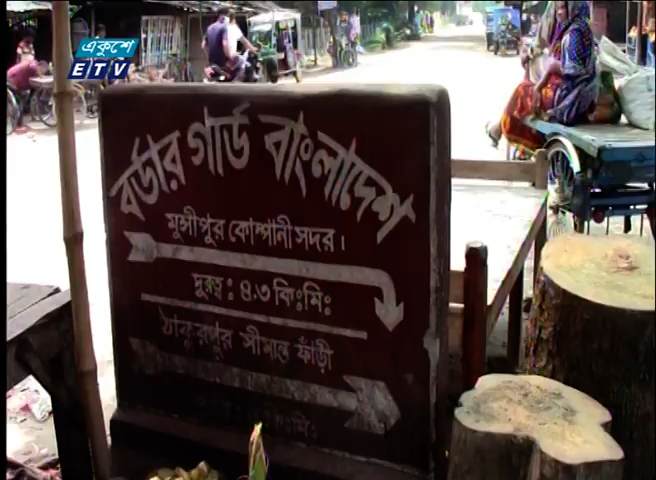 একুশে
ETV
বর্ডার গার্ড বাংলাদেশ
মুন্সীপুর কোম্পানী সদর।
দুরত্ব : ৪.৩ কিঃমিঃ
ঠাকুরপুর সীমান্ত ফাঁড়ী
কিঃমিঃ